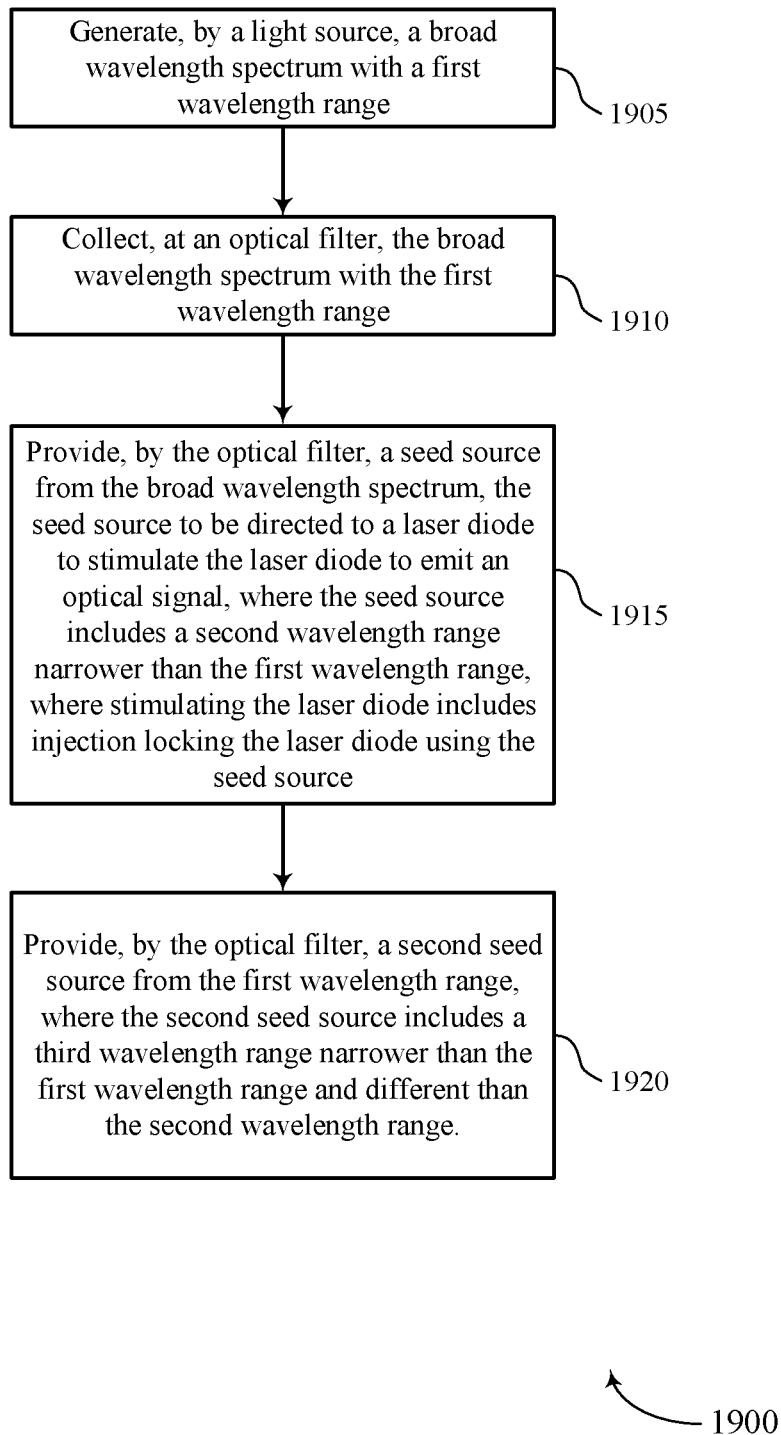 Generate, by a light source, a broad
wavelength spectrum with a first
wavelength range
1905
Collect, at an optical filter, the broad
wavelength spectrum with the first
wavelength range
1910
Provide, by the optical filter, a seed source
from the broad wavelength spectrum, the
seed source to be directed to a laser diode
to stimulate the laser diode to emit an
optical signal, where the seed source
includes a second wavelength range
narrower than the first wavelength range,
where stimulating the laser diode includes
injection locking the laser diode using the
seed source
1915
Provide, by the optical filter, a second seed
source from the first wavelength range,
where the second seed source includes a
third wavelength range narrower than the
first wavelength range and different than
the second wavelength range.
1920
1900